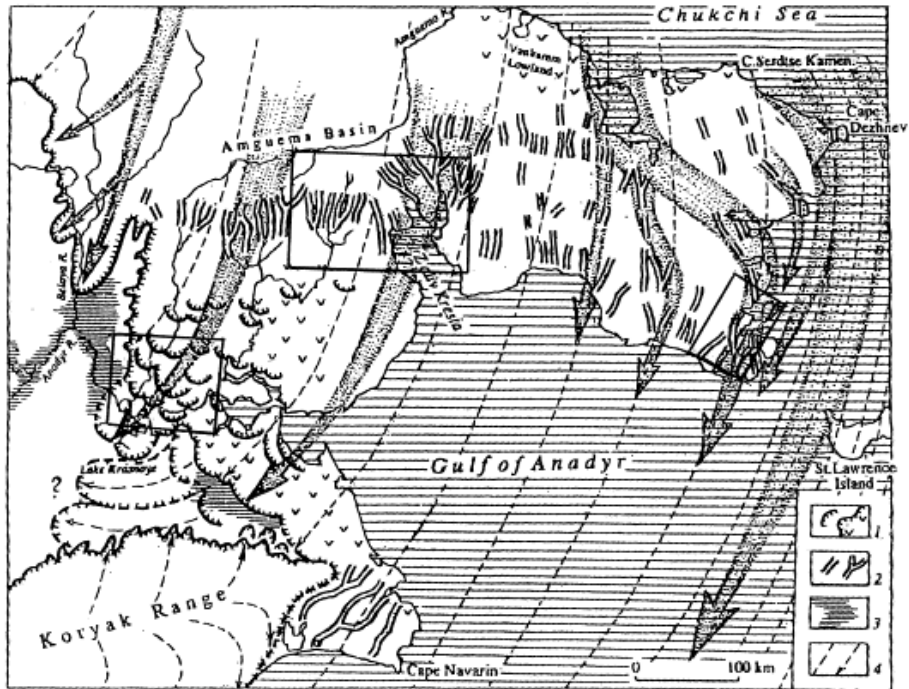 Chukchi Sea
Amguema R.
Vankarem
Lowland
C. Serdtse Kamen
Cape
Dezhnev
Amguema Basin
Belaya R.
Kresta
Anadyr R.
Lake Krasnoye
?
Gulf of Anadyr
St. Lawrence
Island
1
2
3
4
Koryak Range
0 100 km
Cape Navarin